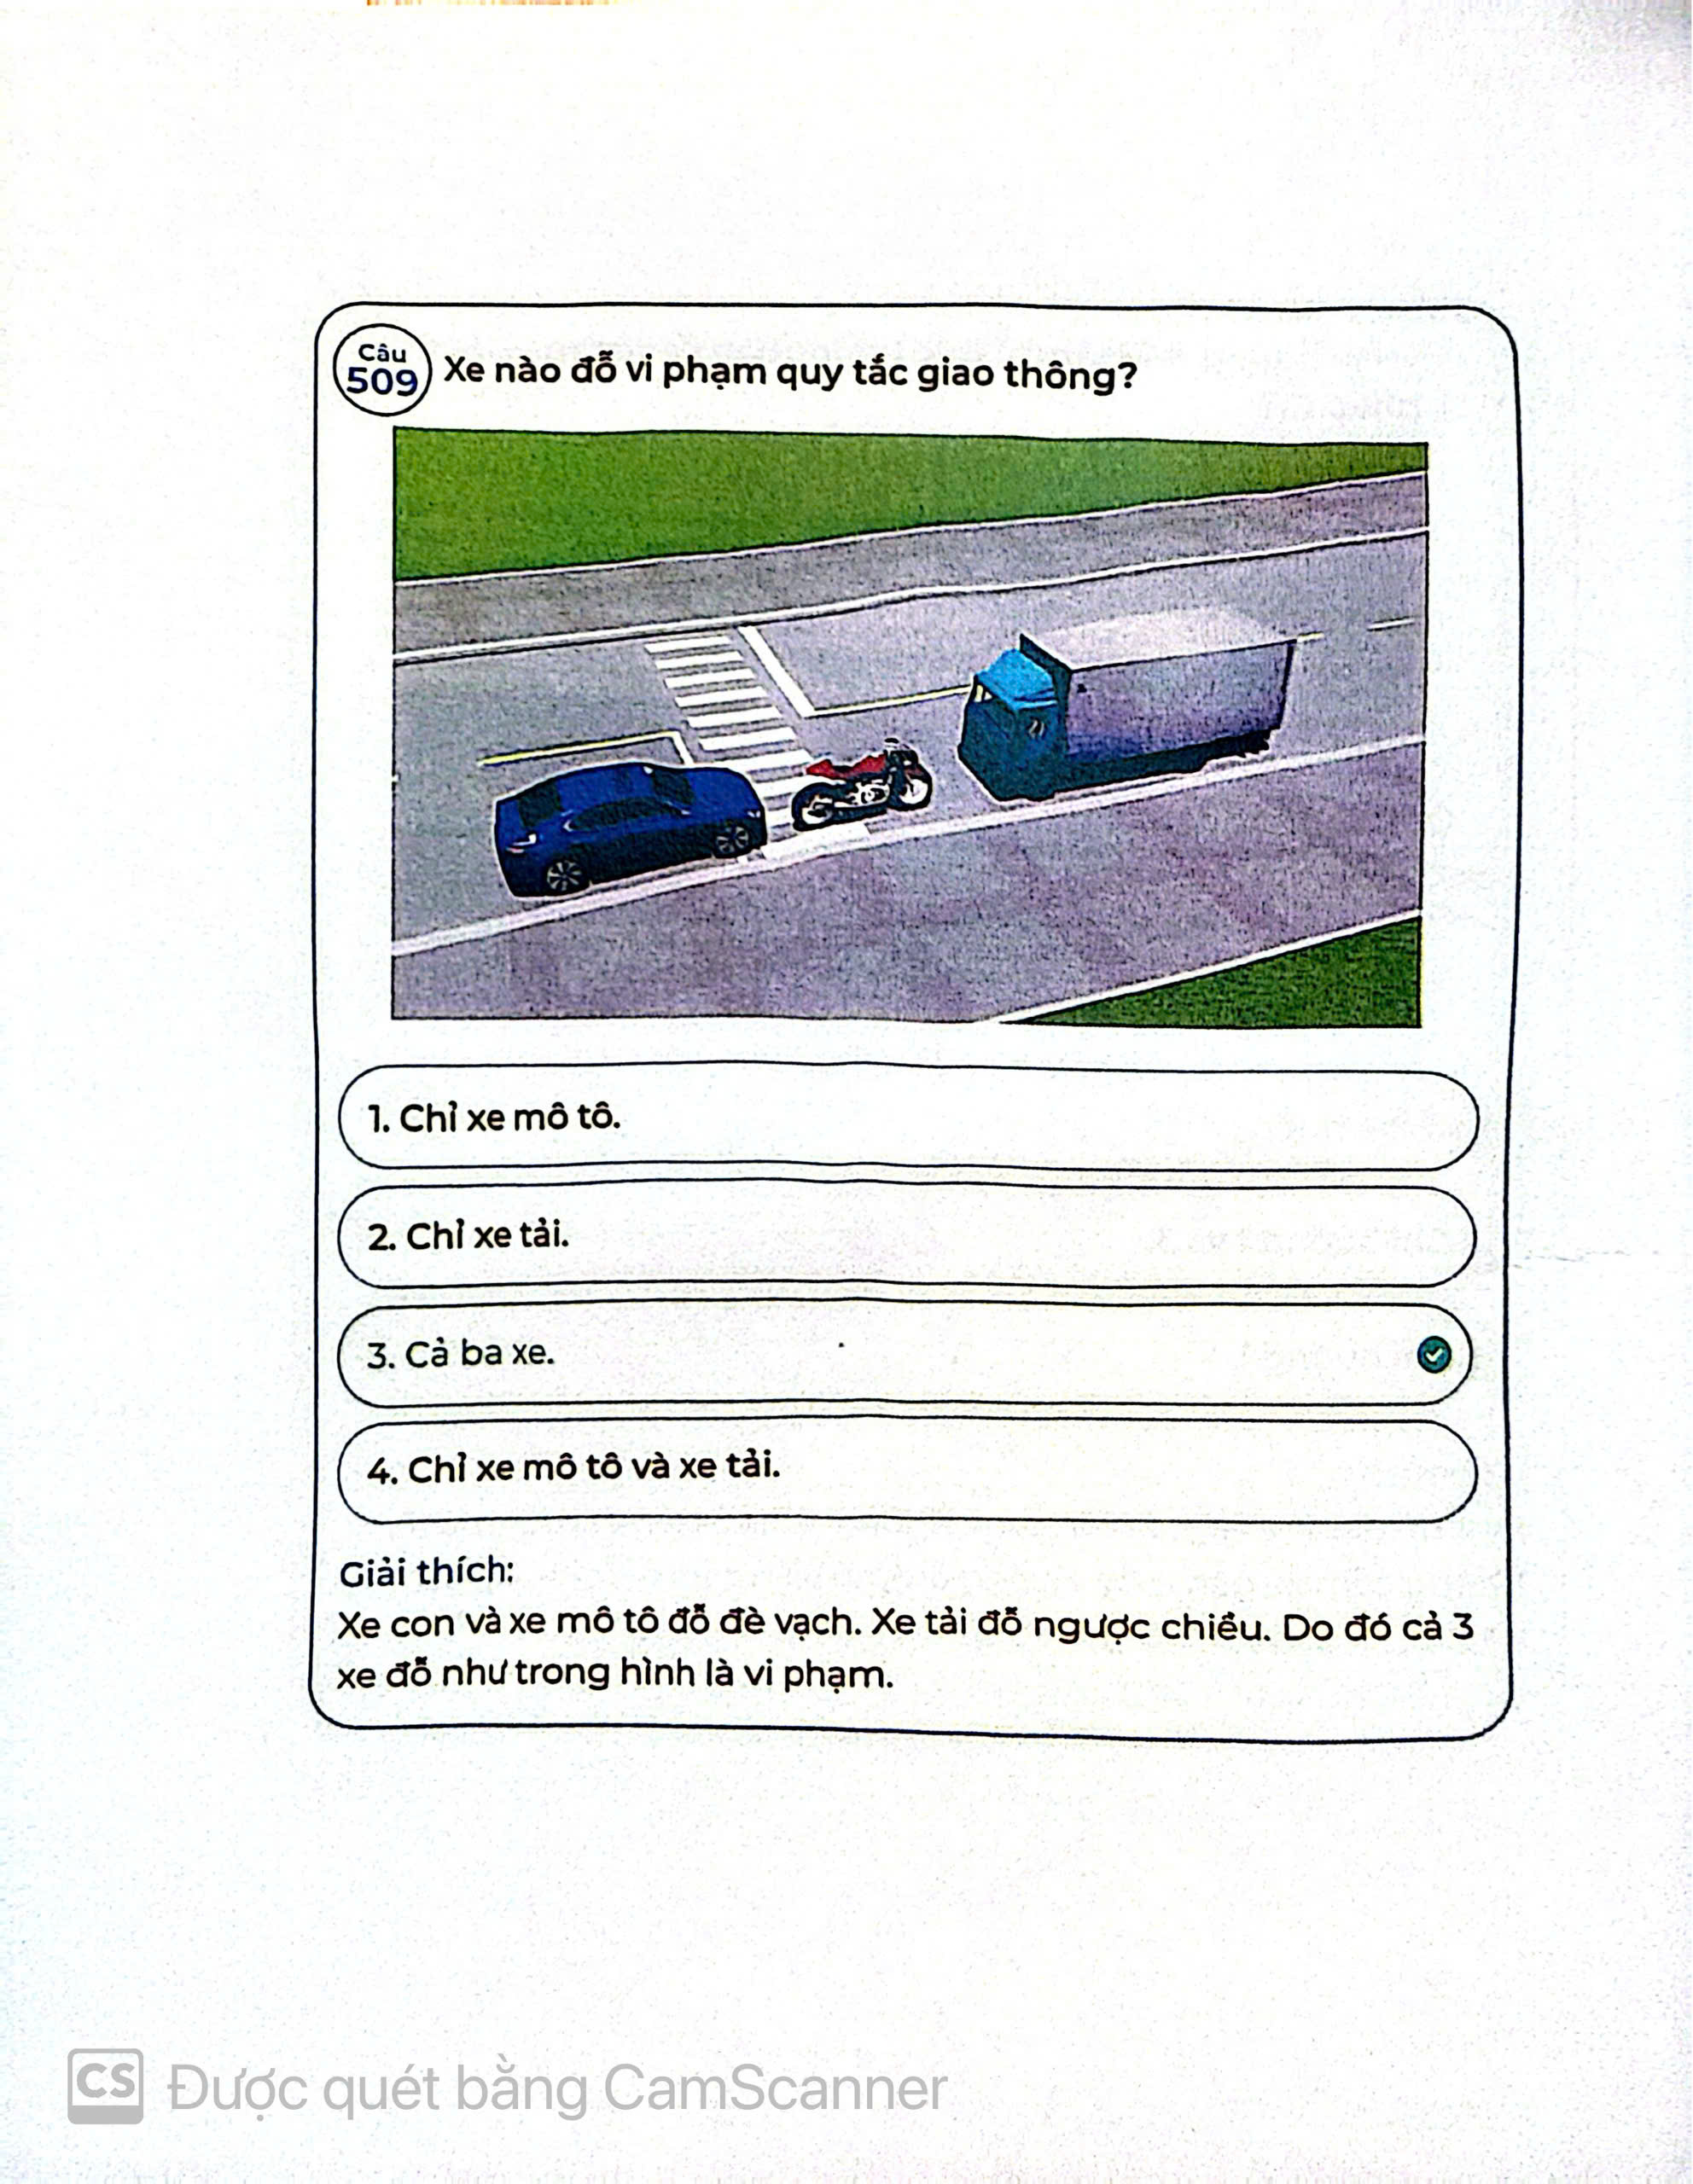 Câu
509
Xe nào đỗ vi phạm quy tắc giao thông?
1. Chỉ xe mô tô.
2. Chỉ xe tải.
3. Cả ba xe.
4. Chỉ xe mô tô và xe tải.
Giải thích:
Xe con và xe mô tô đỗ đè vạch. Xe tải đỗ ngược chiều. Do đó cả 3
xe đỗ như trong hình là vi phạm.
CS Được quét bằng CamScanner